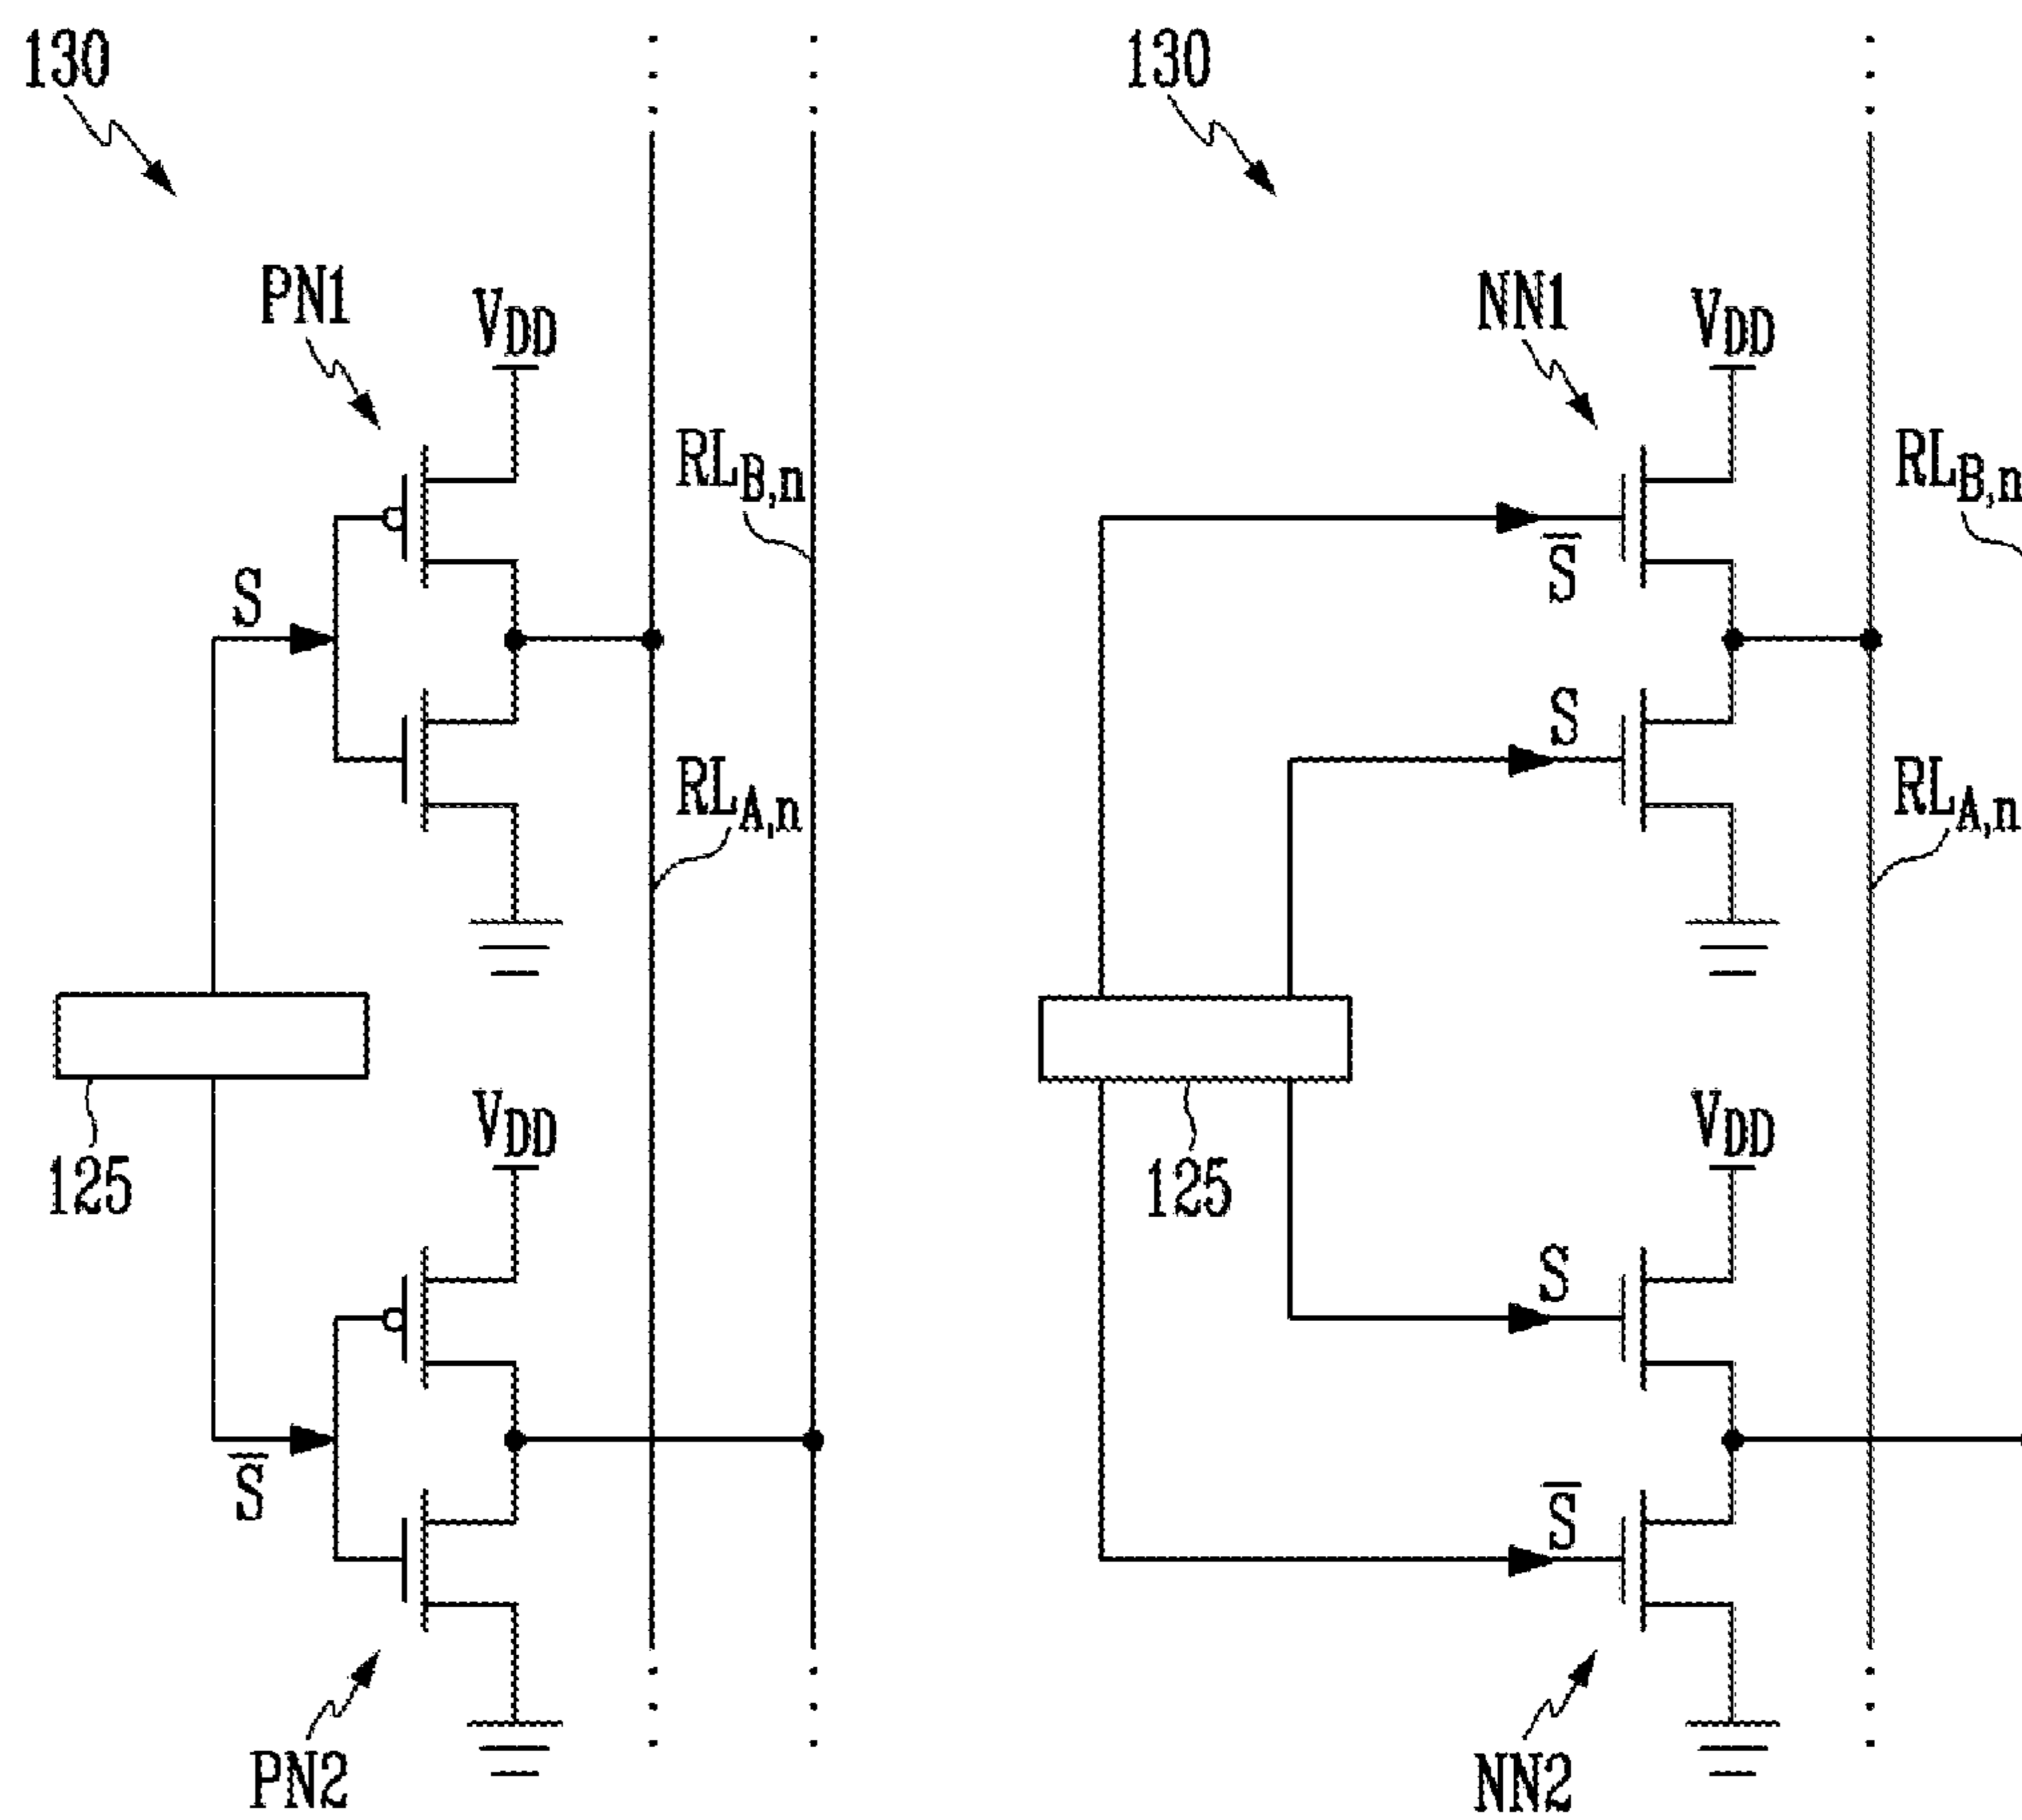 130
PN1
VDD
RLB,n
S
RLA,n
125
VDD
S̅
PN2
130
NN1
VDD
RLB,n
S̅
S
RLA,n
125
VDD
S
S̅
NN2